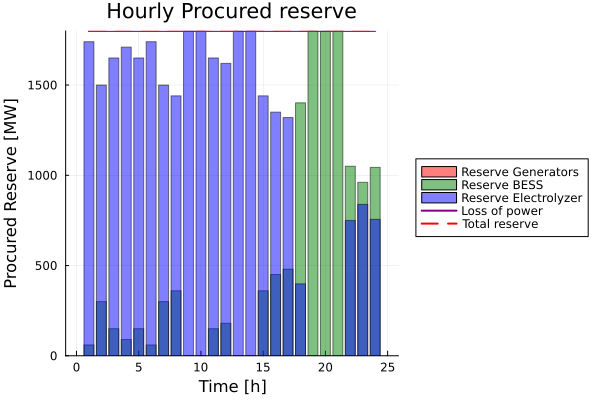 Hourly Procured reserve
Procured Reserve [MW]
1500
1000
500
0
0 5 10 15 20 25
Time [h]
Reserve Generators
Reserve BESS
Reserve Electrolyzer
Loss of power
Total reserve